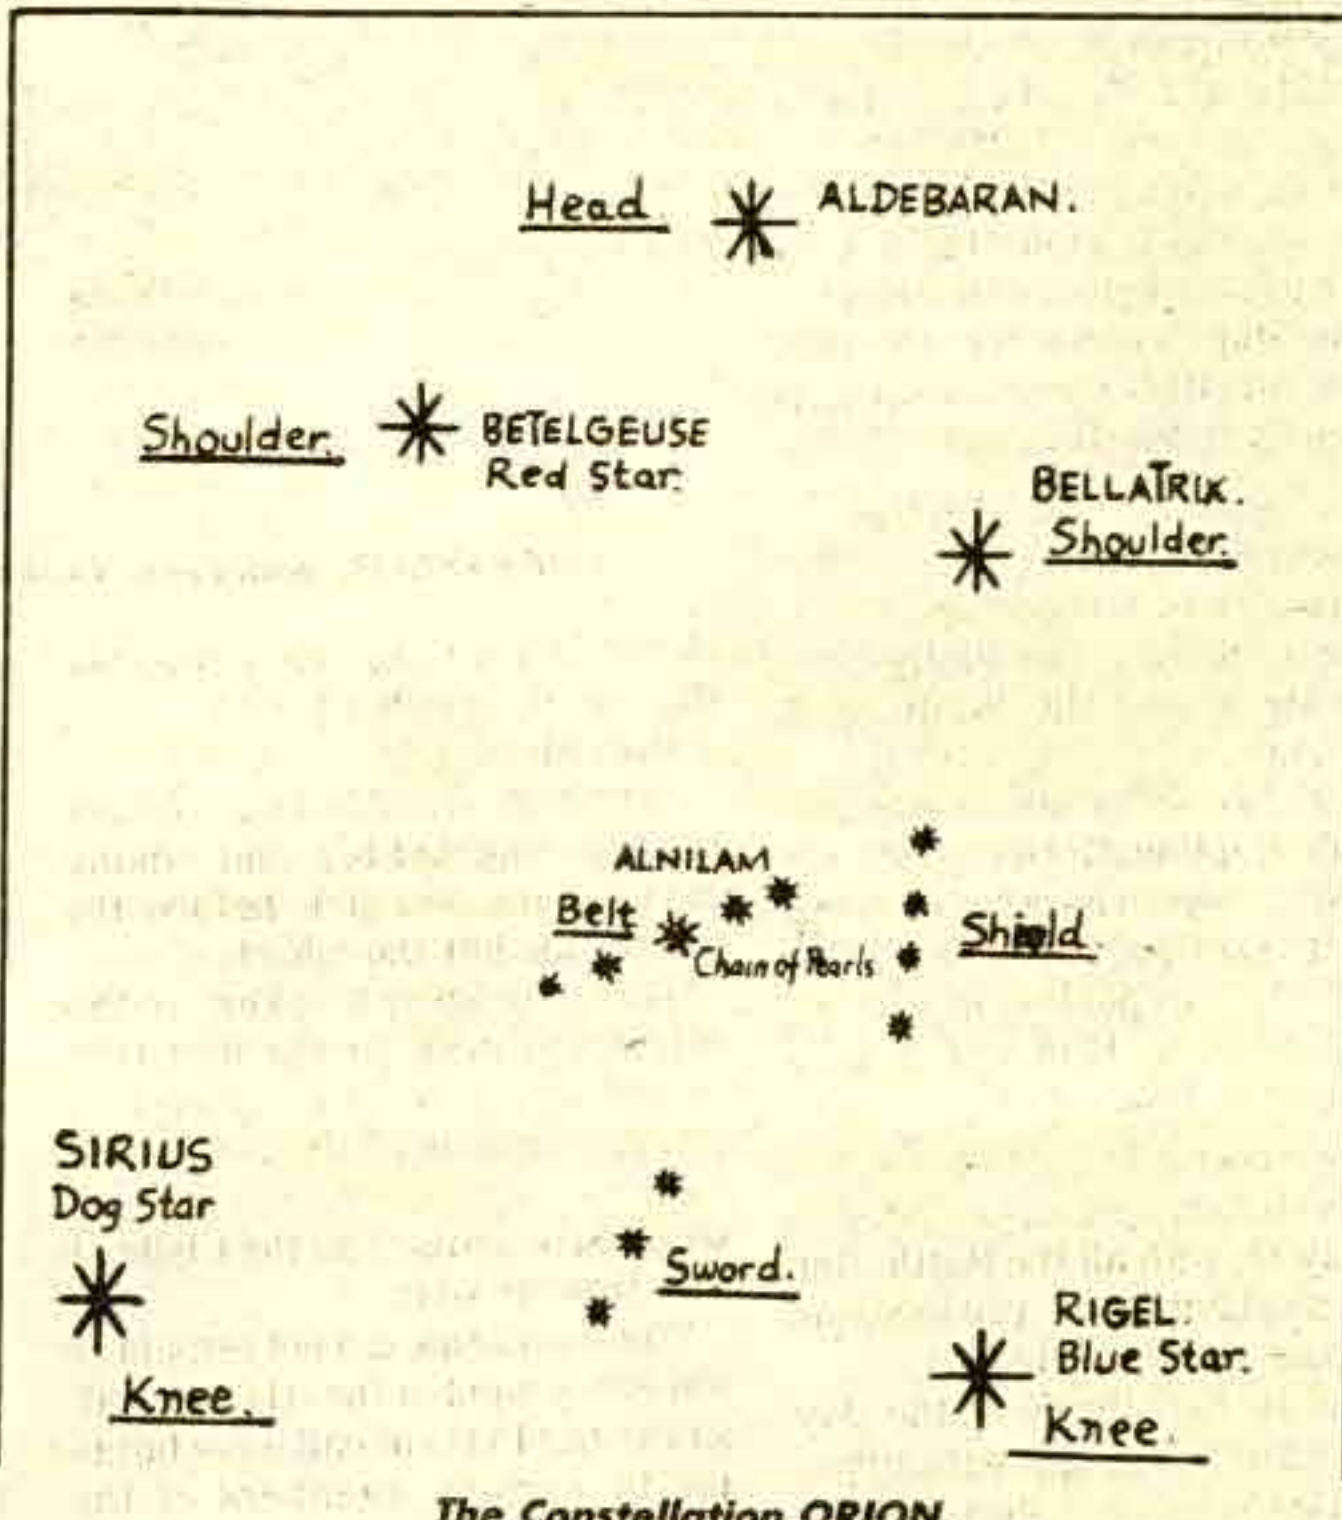 Head. ALDEBARAN.
Shoulder. BETELGEUSE
Red Star.
BELLATRIX.
Shoulder.
ALNILAM
Belt
Chain of Pearls
Shield.
SIRIUS
Dog Star
Knee.
Sword.
RIGEL.
Blue Star.
Knee.
The Constellation ORION